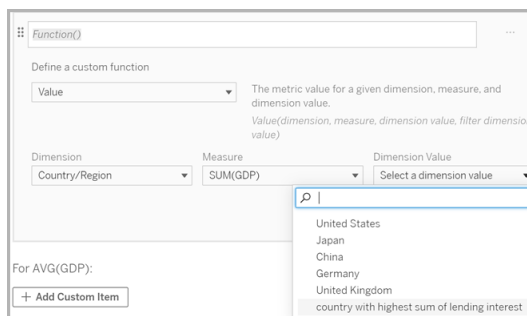 Function()
Define a custom function
Value
The metric value for a given dimension, measure, and
dimension value.
Value(dimension, measure, dimension value, filter dimension
value)
Dimension
Measure
Dimension Value
Country/Region
SUM(GDP)
Select a dimension value
United States
Japan
China
Germany
United Kingdom
country with highest sum of lending interest
For AVG(GDP):
+ Add Custom Item